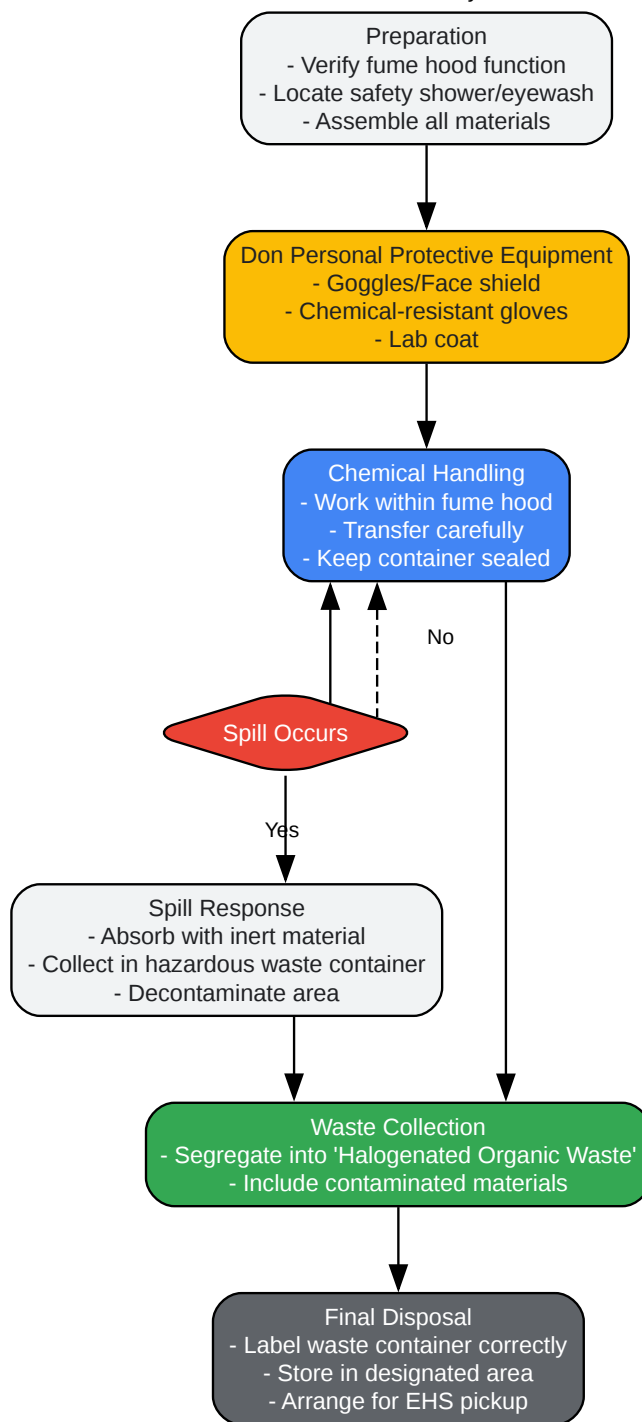 Preparation
- Verify fume hood function
- Locate safety shower/eyewash
- Assemble all materials
Don Personal Protective Equipment
- Goggles/Face shield
- Chemical-resistant gloves
- Lab coat
Chemical Handling
- Work within fume hood
- Transfer carefully
- Keep container sealed
No
Spill Occurs
Yes
Spill Response
- Absorb with inert material
- Collect in hazardous waste container
- Decontaminate area
Waste Collection
- Segregate into 'Halogenated Organic Waste'
- Include contaminated materials
Final Disposal
- Label waste container correctly
- Store in designated area
- Arrange for EHS pickup